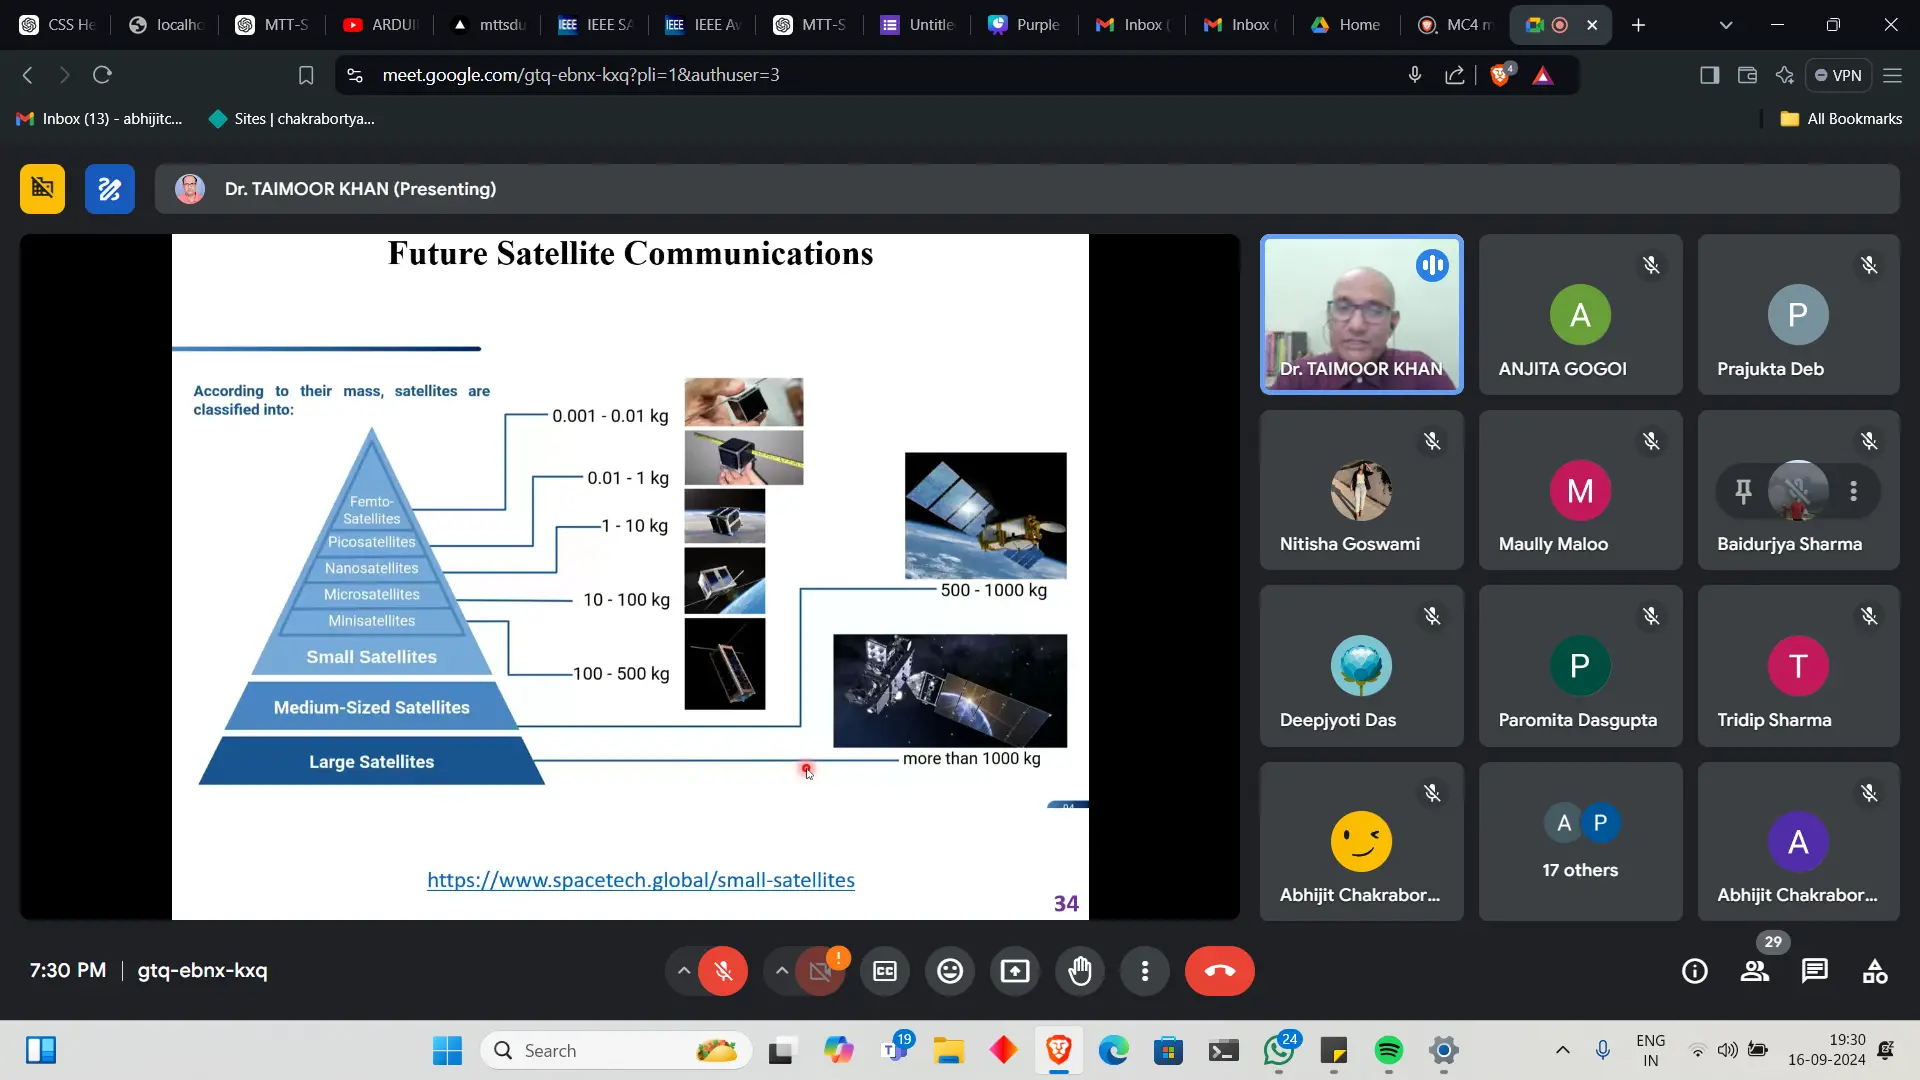 CSS He
localho
MTT-S
ARDUI
mttsdu
IEEE SA
IEEE Av
MTT-S
Untitle
Purple
Inbox (
Inbox (
Home
MC4 m
meet.google.com/gtq-ebnx-kxq?pli=1&authuser=3
4
VPN
Inbox (13) - abhijitc...
Sites | chakrabortya...
All Bookmarks
Dr. TAIMOOR KHAN (Presenting)
Future Satellite Communications
According to their mass, satellites are
classified into:
Femto-
Satellites
Picosatellites
Nanosatellites
Microsatellites
Minisatellites
Small Satellites
Medium-Sized Satellites
Large Satellites
0.001 - 0.01 kg
0.01 - 1 kg
1 - 10 kg
10 - 100 kg
100 - 500 kg
500 - 1000 kg
more than 1000 kg
https://www.spacetech.global/small-satellites
34
Dr. TAIMOOR KHAN
A
ANJITA GOGOI
P
Prajukta Deb
Nitisha Goswami
M
Maully Maloo
Baidurjya Sharma
Deepjyoti Das
P
Paromita Dasgupta
T
Tridip Sharma
Abhijit Chakrabor...
A P
17 others
A
Abhijit Chakrabor...
7:30 PM | gtq-ebnx-kxq
CC
29
Search
19
24
ENG
IN
19:30
16-09-2024